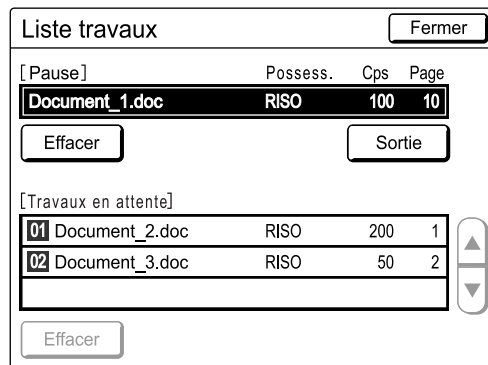 Liste travaux Fermer
[Pause] Possess. Cps Page
Document_1.doc RISO 100 10
Effacer Sortie
[Travaux en attente]
01 Document_2.doc RISO 200 1
02 Document_3.doc RISO 50 2
Effacer